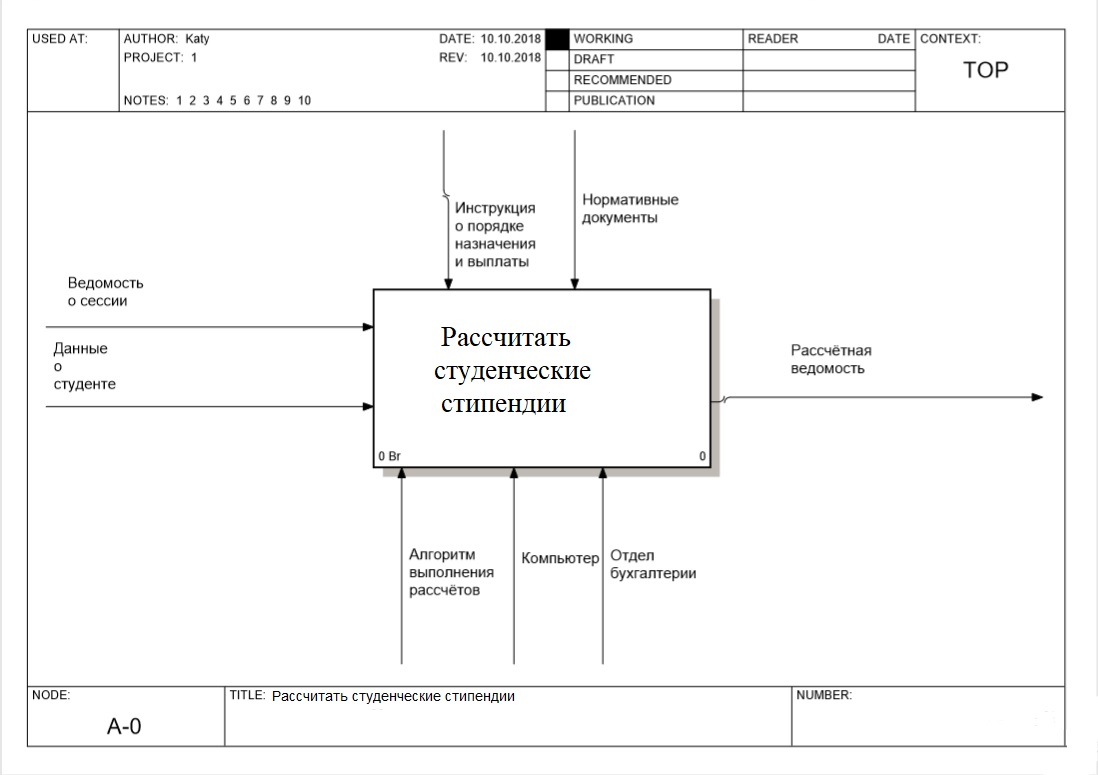 USED AT:
AUTHOR: Katy
DATE: 10.10.2018
WORKING
READER
DATE
CONTEXT:
PROJECT: 1
REV: 10.10.2018
DRAFT
TOP
RECOMMENDED
NOTES: 1 2 3 4 5 6 7 8 9 10
PUBLICATION
Инструкция
о порядке
назначения
и выплаты
Нормативные
документы
Ведомость
о сессии
Данные
о
студенте
Рассчитать
студенческие
стипендии
0 Вr
0
Рассчётная
ведомость
Алгоритм
выполнения
рассчётов
Компьютер
Отдел
бухгалтерии
NODE:
A-0
TITLE: Рассчитать студенческие стипендии
NUMBER: